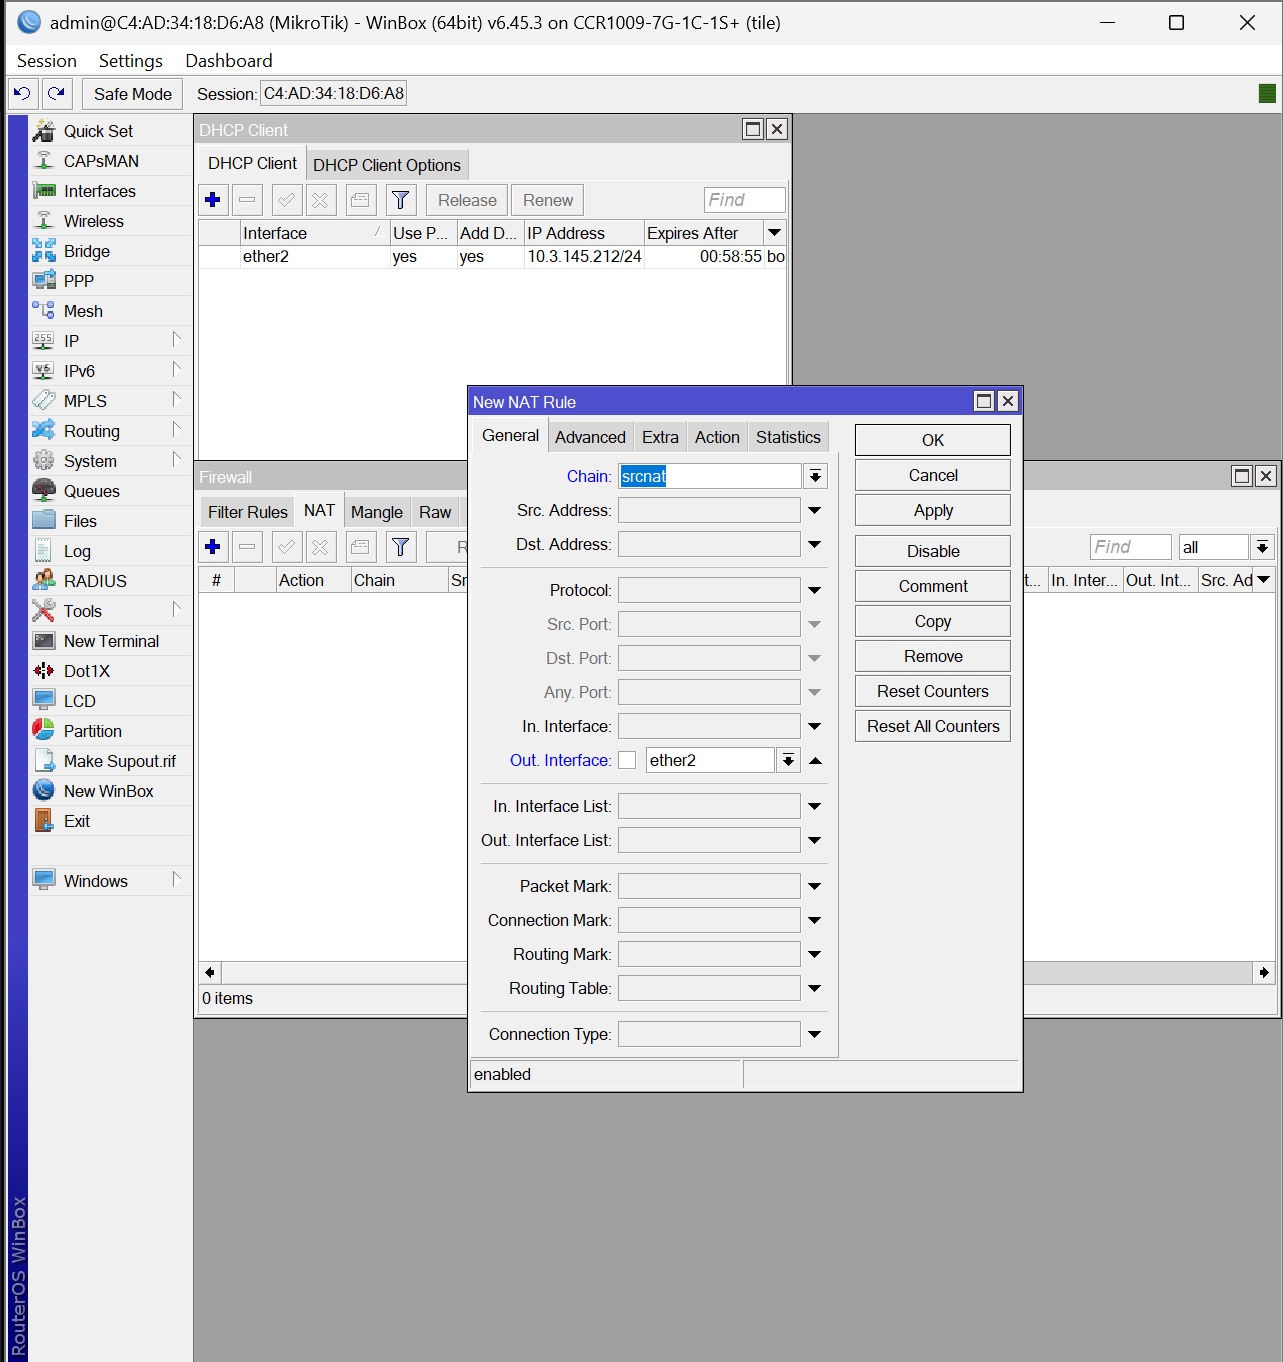 admin@C4:AD:34:18:D6:A8 (MikroTik) - WinBox (64bit) v6.45.3 on CCR1009-7G-1C-1S+ (tile)
Session Settings Dashboard
Safe Mode Session: C4:AD:34:18:D6:A8
Quick Set
CAPsMAN
Interfaces
Wireless
Bridge
PPP
Mesh
IP
IPv6
MPLS
Routing
System
Queues
Files
Log
RADIUS
Tools
New Terminal
Dot1X
LCD
Partition
Make Supout.rif
New WinBox
Exit
Windows
RouterOS WinBox
DHCP Client
DHCP Client DHCP Client Options
Release Renew Find
Interface Use P... Add D... IP Address Expires After
ether2 yes yes 10.3.145.212/24 00:58:55 bo
Firewall
Filter Rules NAT Mangle Raw
R Find all
# Action Chain Sr t... In. Inter... Out. Int... Src. Ad
0 items
New NAT Rule
General Advanced Extra Action Statistics
Chain: srcnat
Src. Address:
Dst. Address:
Protocol:
Src. Port:
Dst. Port:
Any. Port:
In. Interface:
Out. Interface: ether2
In. Interface List:
Out. Interface List:
Packet Mark:
Connection Mark:
Routing Mark:
Routing Table:
Connection Type:
enabled
OK
Cancel
Apply
Disable
Comment
Copy
Remove
Reset Counters
Reset All Counters